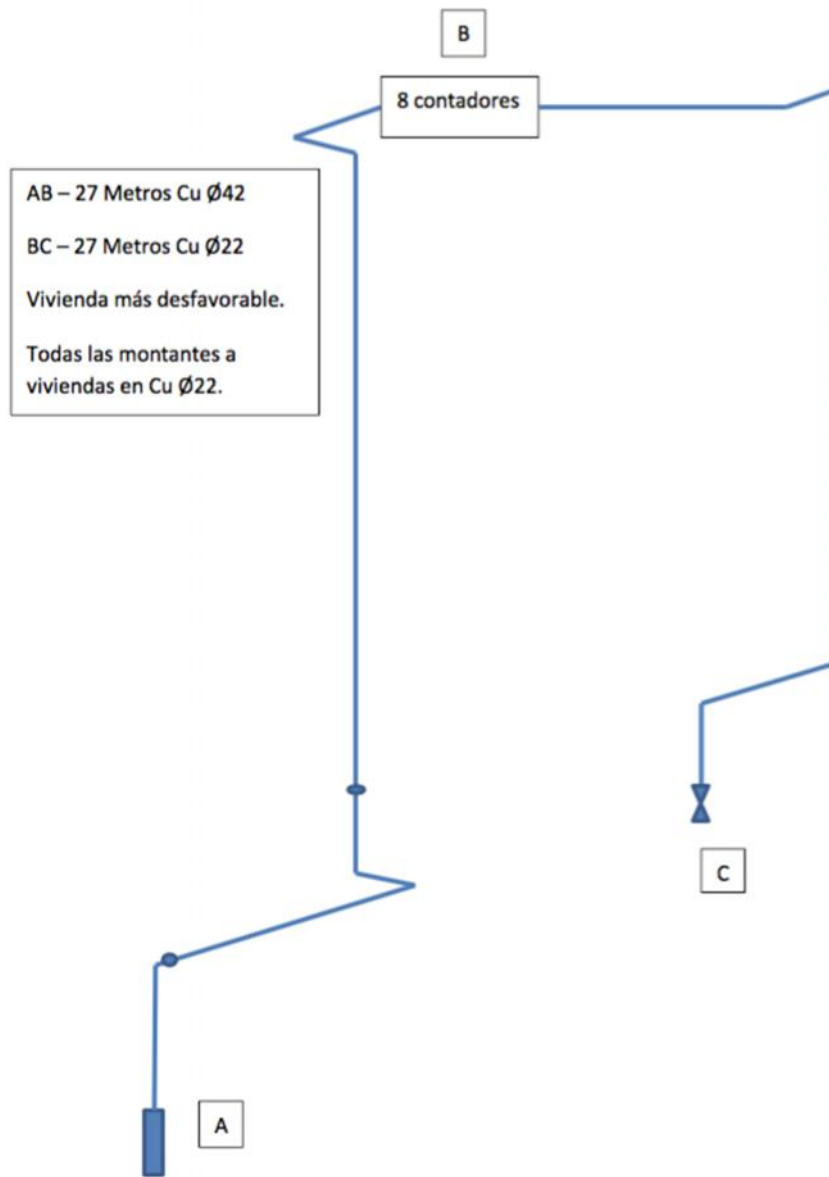 B
8 contadores
AB – 27 Metros Cu Ø42
BC – 27 Metros Cu Ø22
Vivienda más desfavorable.
Todas las montantes a
viviendas en Cu Ø22.
C
A